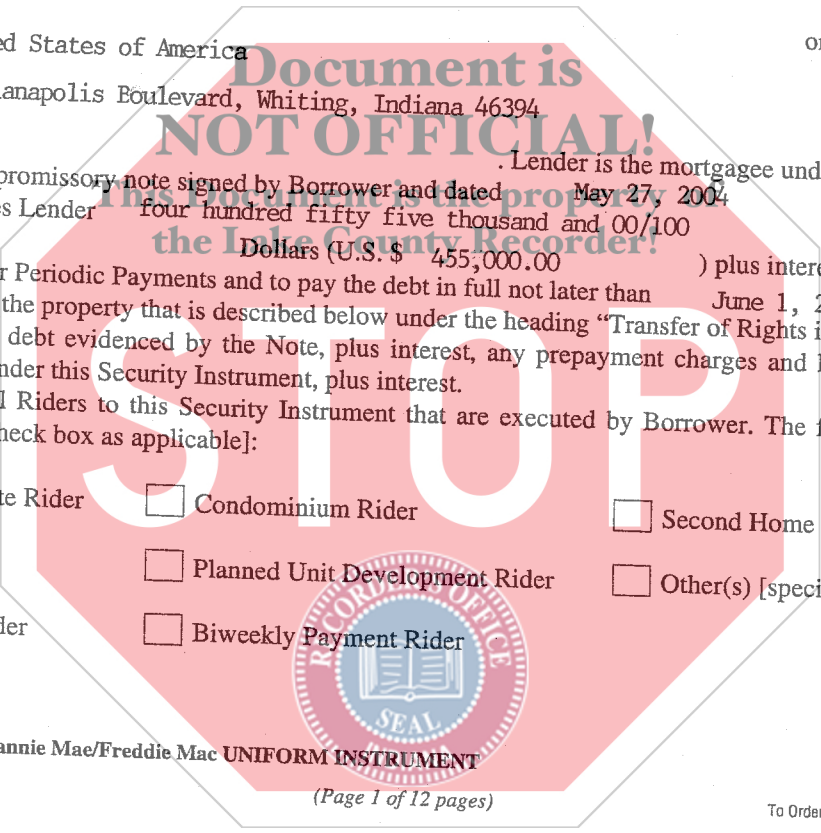 ed States of America
or
anapolis Boulevard, Whiting, Indiana 46394
Document is
NOT OFFICIAL!
This Document is the property
the Lake County Recorder!
STOP
. Lender is the mortgagee und
promissory note signed by Borrower and dated May 27, 2004
s Lender four hundred fifty five thousand and 00/100
Dollars (U.S. $ 455,000.00 ) plus intere
r Periodic Payments and to pay the debt in full not later than June 1, 2
the property that is described below under the heading “Transfer of Rights i
debt evidenced by the Note, plus interest, any prepayment charges and l
nder this Security Instrument, plus interest.
l Riders to this Security Instrument that are executed by Borrower. The f
heck box as applicable]:
te Rider
Condominium Rider
Second Home
Planned Unit Development Rider
Other(s) [speci
der
Biweekly Payment Rider
RECORDER'S OFFICE
SEAL
INDIANA
annie Mae/Freddie Mac UNIFORM INSTRUMENT
(Page 1 of 12 pages)
To Order